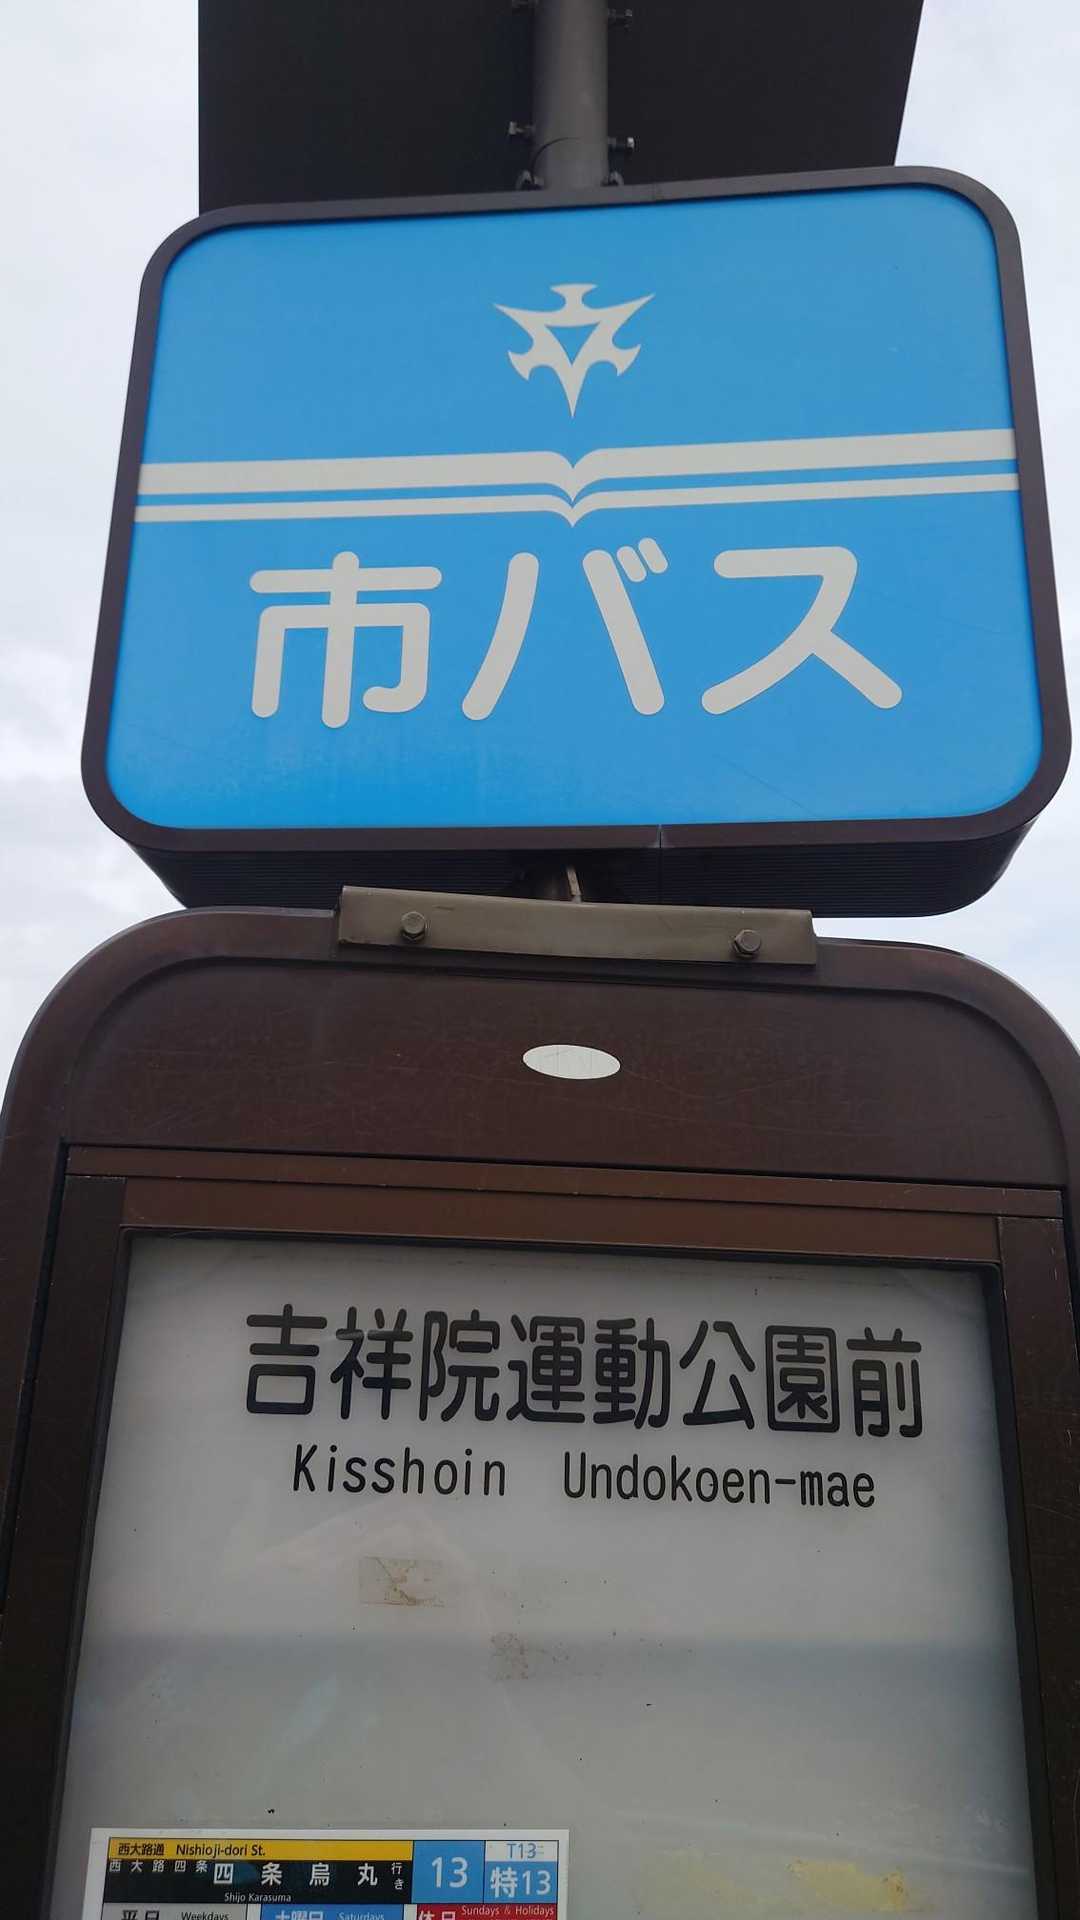 市バス
吉祥院運動公園前
Kisshoin Undokoen-mae
西大路通 Nishioji-dori St.
西大路四条 四条烏丸 行き
Shijo Karasuma
13
T13
特13
平日 Weekdays
土曜日 Saturdays
休日 Sundays & Holidays